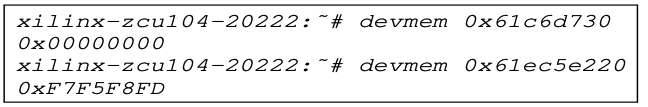 xilinx-zcu104-20222:~# devmem 0x61c6d730
0x00000000
xilinx-zcu104-20222:~# devmem 0x61ec5e220
0xF7F5F8FD